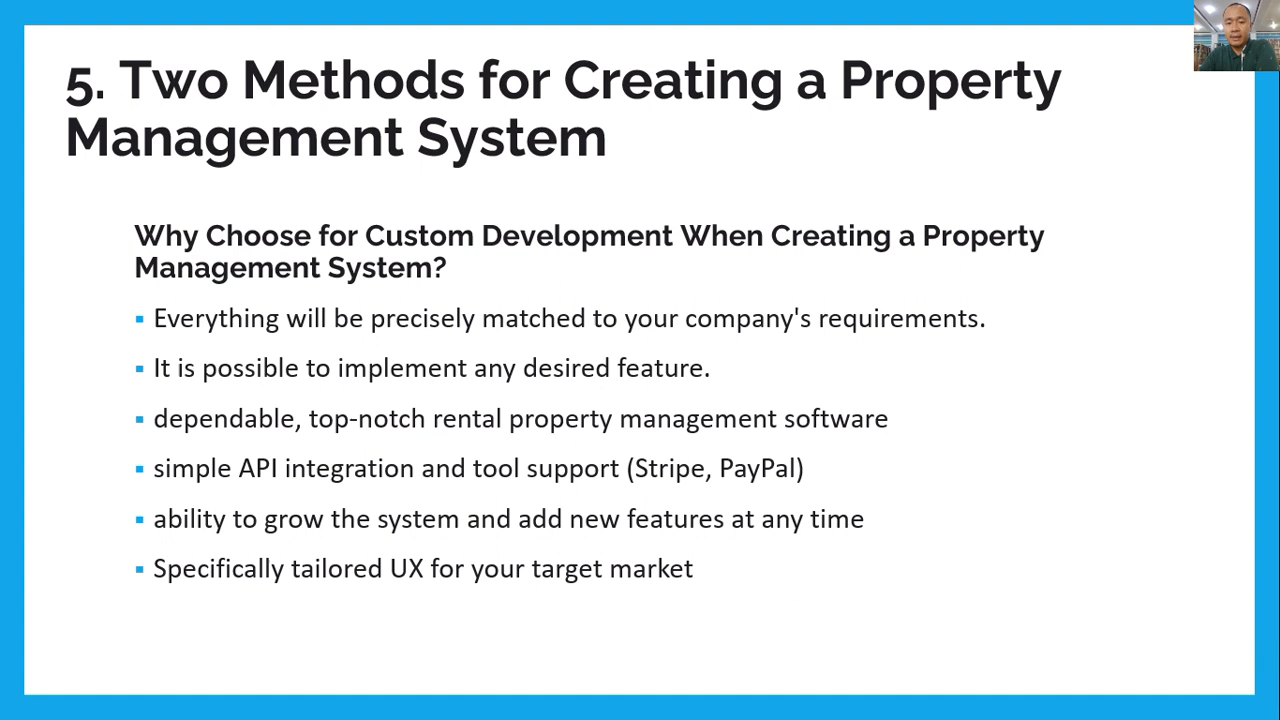 5. Two Methods for Creating a Property
Management System
Why Choose for Custom Development When Creating a Property
Management System?
▪ Everything will be precisely matched to your company's requirements.
▪ It is possible to implement any desired feature.
▪ dependable, top-notch rental property management software
▪ simple API integration and tool support (Stripe, PayPal)
▪ ability to grow the system and add new features at any time
▪ Specifically tailored UX for your target market